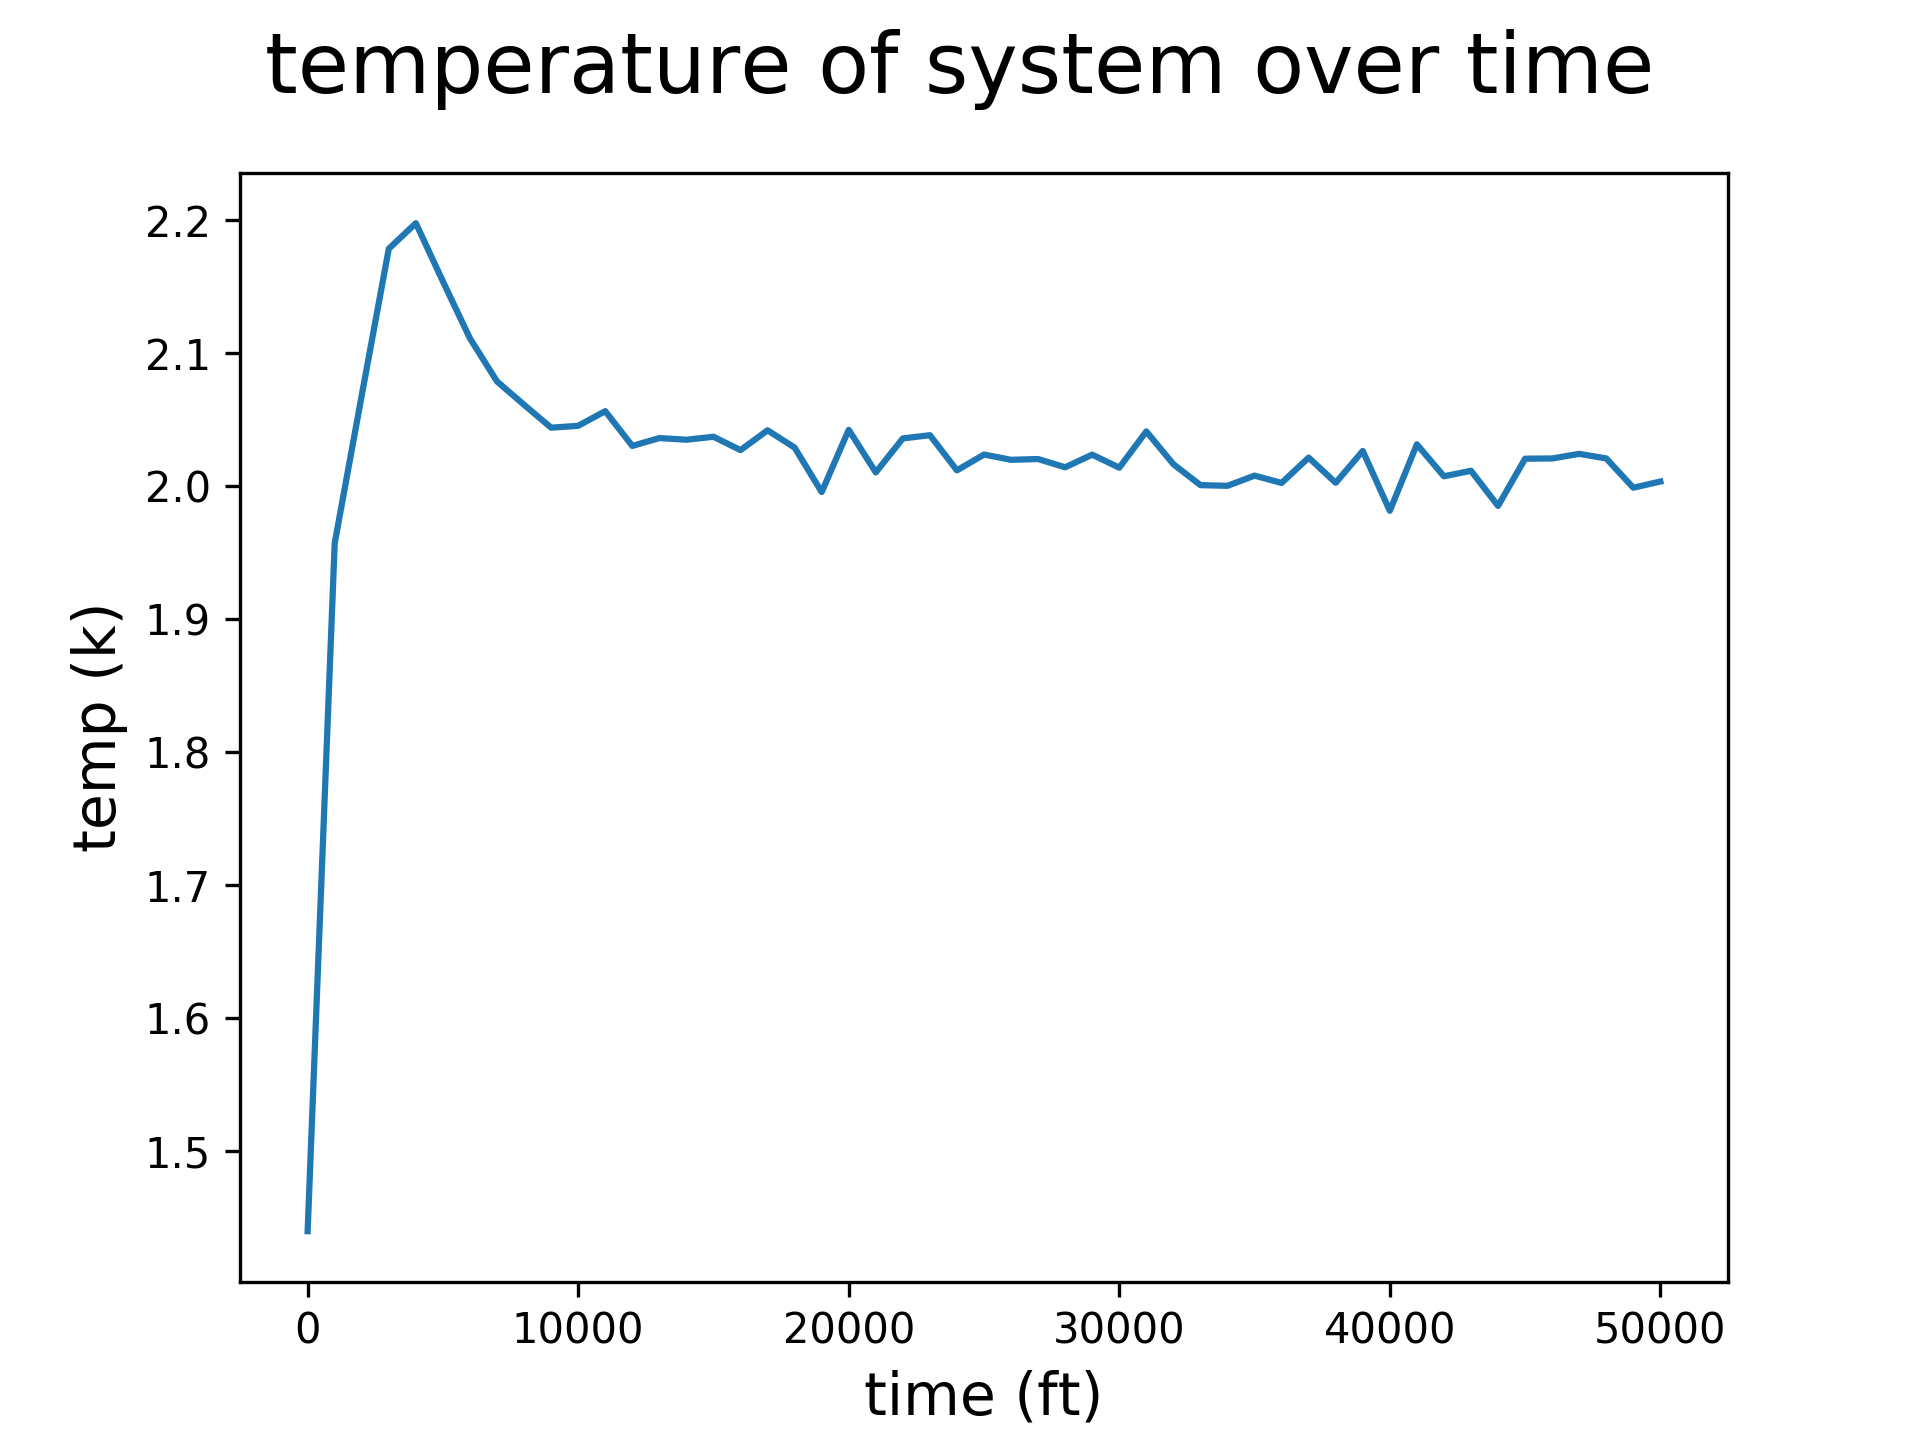 temperature of system over time
2.2
2.1
2.0
1.9
1.8
1.7
1.6
1.5
temp (k)
0 10000 20000 30000 40000 50000
time (ft)